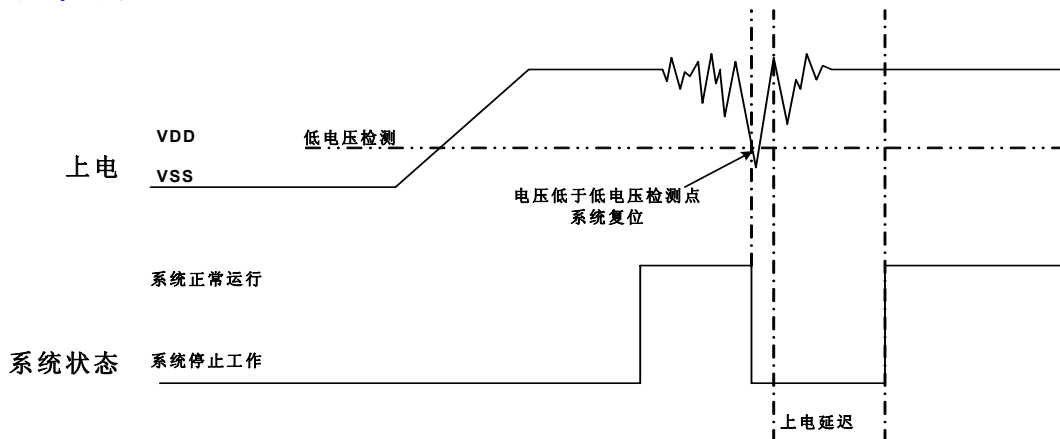 VDD
低电压检测
上电
VSS
电压低于低电压检测点
系统复位
系统正常运行
系统状态
系统停止工作
上电延迟